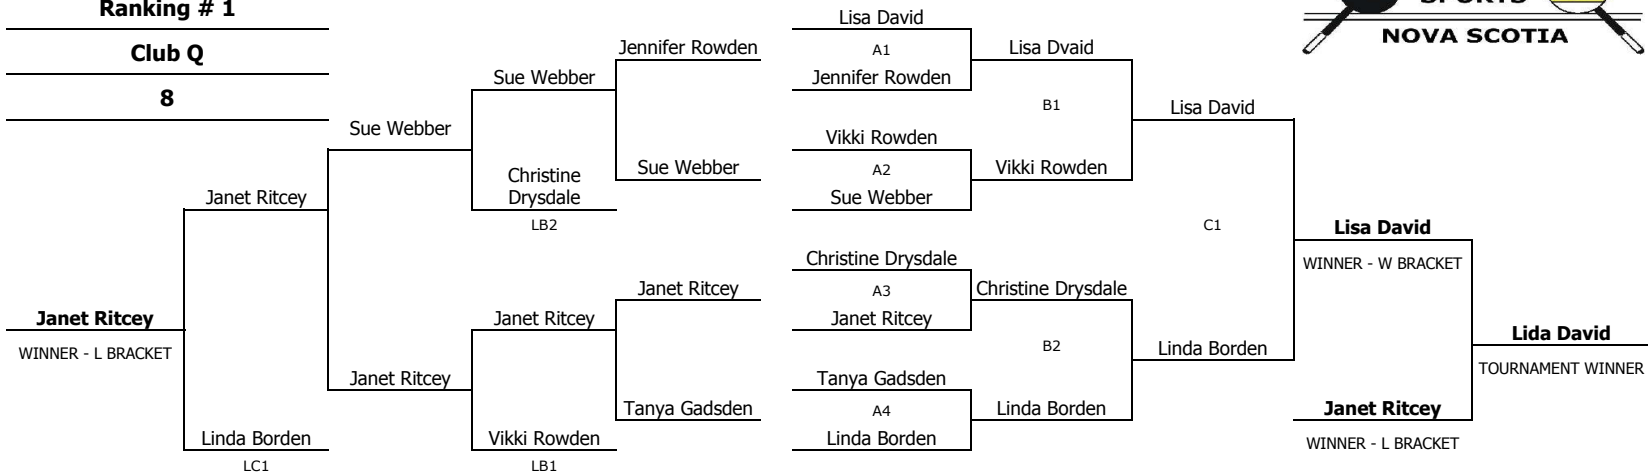 Ranking # 1
Club Q
8
SPORTS
NOVA SCOTIA
Janet Ritcey
WINNER - L BRACKET
Janet Ritcey
Linda Borden
LC1
Sue Webber
Janet Ritcey
Sue Webber
Christine
Drysdale
LB2
Janet Ritcey
Vikki Rowden
LB1
Jennifer Rowden
Sue Webber
Janet Ritcey
Tanya Gadsden
Lisa David
A1
Jennifer Rowden
Vikki Rowden
A2
Sue Webber
Christine Drysdale
A3
Janet Ritcey
Tanya Gadsden
A4
Linda Borden
Lisa Dvaid
B1
Vikki Rowden
Christine Drysdale
B2
Linda Borden
Lisa David
C1
Linda Borden
Lisa David
WINNER - W BRACKET
Janet Ritcey
WINNER - L BRACKET
Lida David
TOURNAMENT WINNER